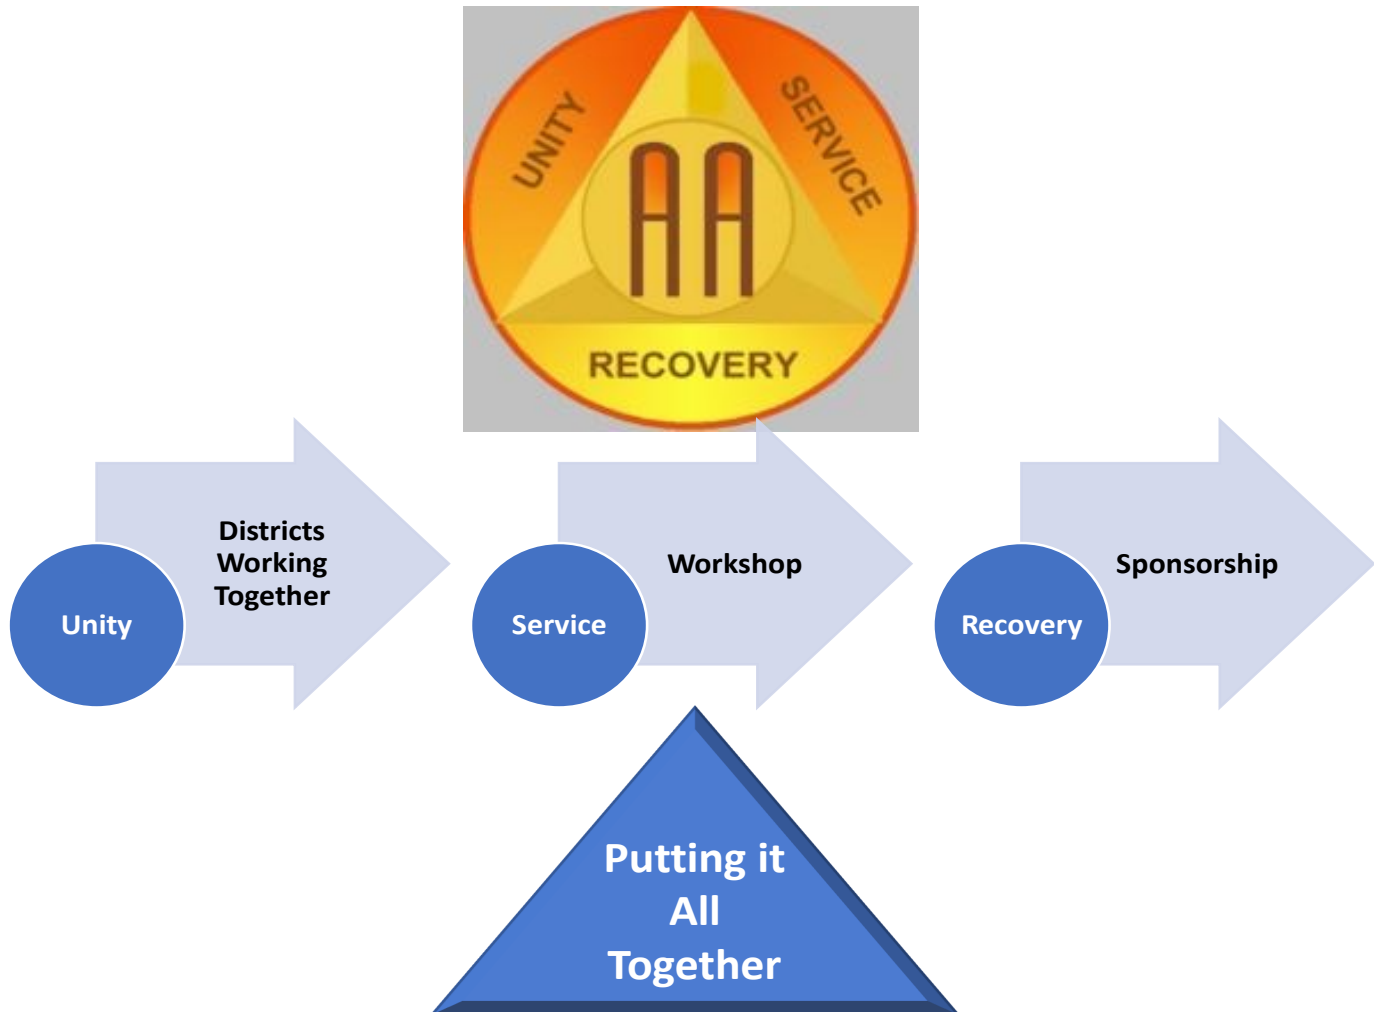 UNITY
SERVICE
AA
RECOVERY
Districts
Working
Together
Unity
Workshop
Service
Sponsorship
Recovery
Putting it
All
Together